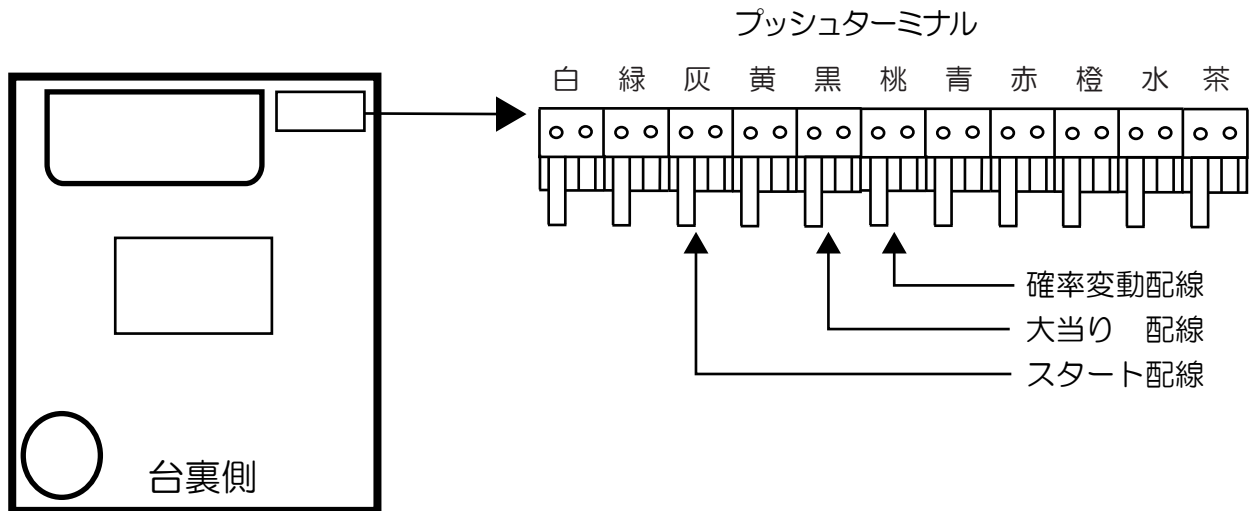 プッシュターミナル
白 緑 灰 黄 黒 桃 青 赤 橙 水 茶
確率変動配線
大当り　配線
スタート配線
台裏側